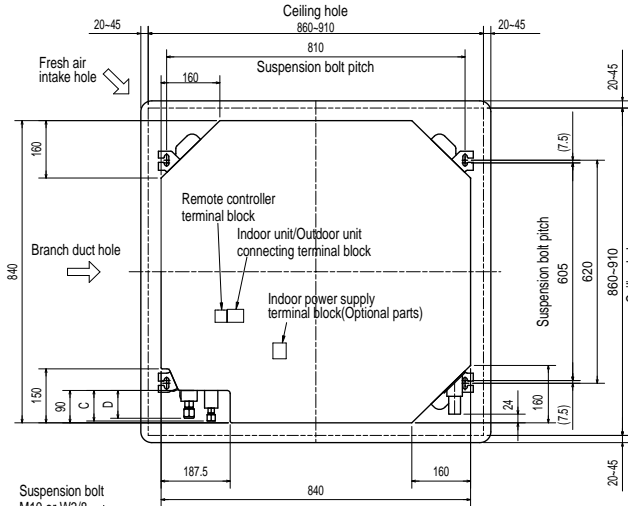 Ceiling hole
20~45
860~910
20~45
810
Suspension bolt pitch
Fresh air
intake hole
160
20~45
160
(7.5)
Remote controller
terminal block
Indoor unit/Outdoor unit
connecting terminal block
Branch duct hole
840
Indoor power supply
terminal block(Optional parts)
Suspension bolt pitch
605
620
860~910
150
90
C
D
24
160
(7.5)
187.5
160
20~45
840
Suspension bolt